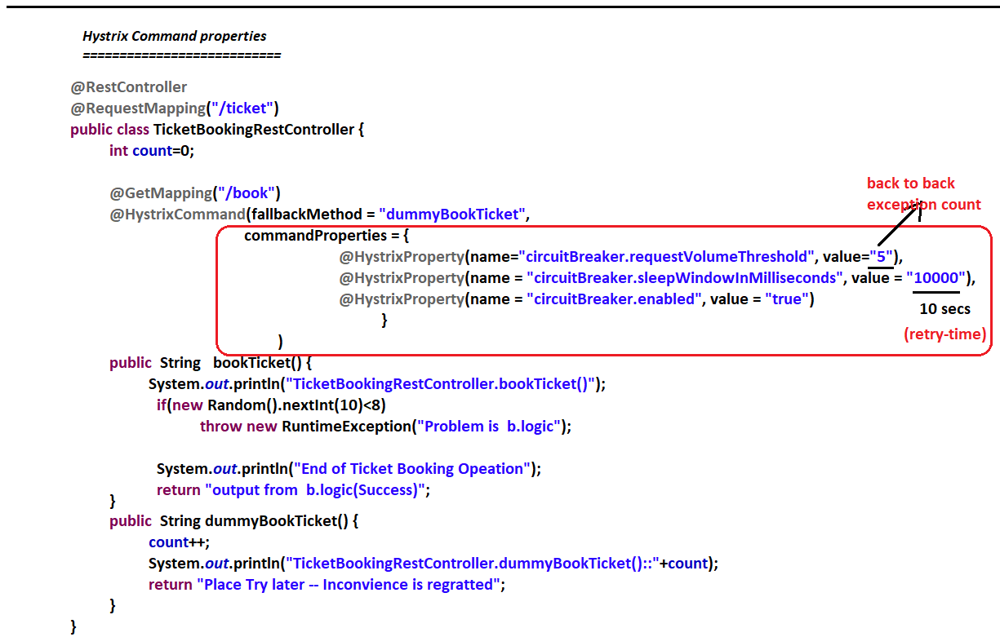 Hystrix Command properties
===========================
@RestController
@RequestMapping("/ticket")
public class TicketBookingRestController {
int count=0;
back to back
@GetMapping("/book")
exception count
@HystrixCommand(fallbackMethod = "dummyBookTicket",
commandProperties = {
@HystrixProperty(name="circuitBreaker.requestVolumeThreshold", value="5"),
@HystrixProperty(name = "circuitBreaker.sleepWindowInMilliseconds", value = "10000"),
@HystrixProperty(name = "circuitBreaker.enabled", value = "true")
10 secs
}
(retry-time)
)
public String bookTicket() {
System.out.println("TicketBookingRestController.bookTicket()");
if(new Random().nextInt(10)<8)
throw new RuntimeException("Problem is b.logic");
System.out.println("End of Ticket Booking Opeation");
return "output from b.logic(Success)";
}
public String dummyBookTicket() {
count++;
System.out.println("TicketBookingRestController.dummyBookTicket()::"+count);
return "Place Try later -- Inconvience is regratted";
}
}